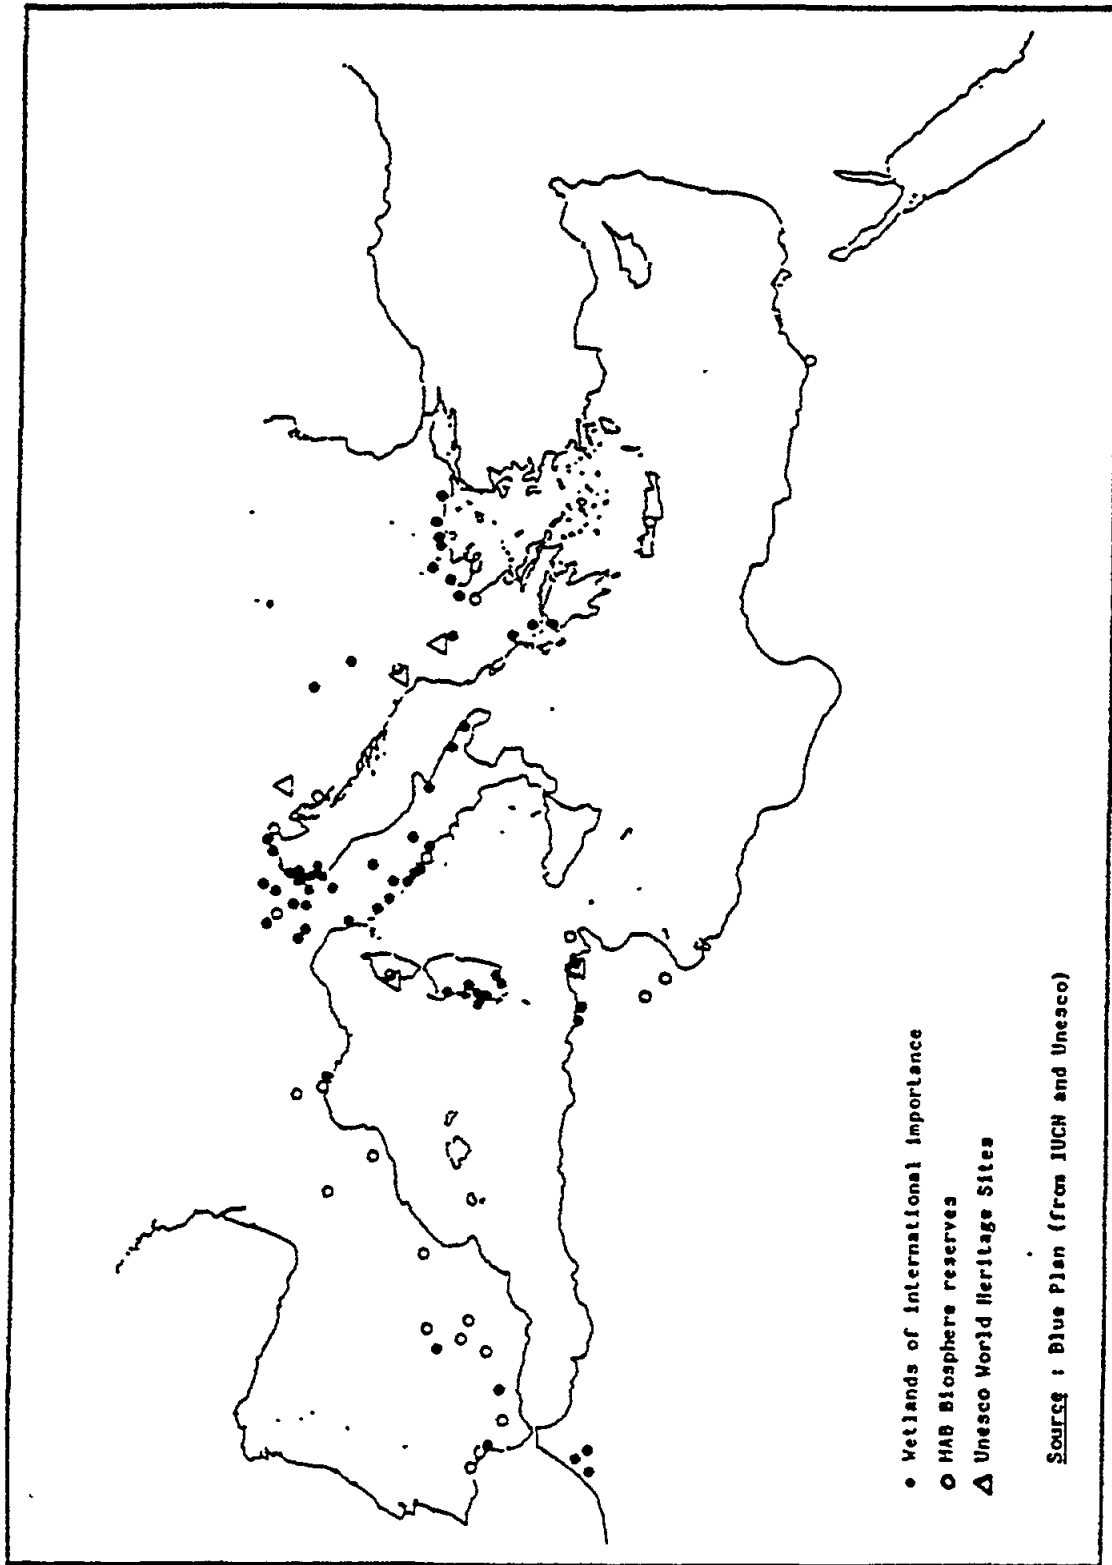 Wetlands of International Importance
MAB Biosphere reserves
Unesco World Heritage Sites
Source : Blue Plan (from IUCN and Unesco)